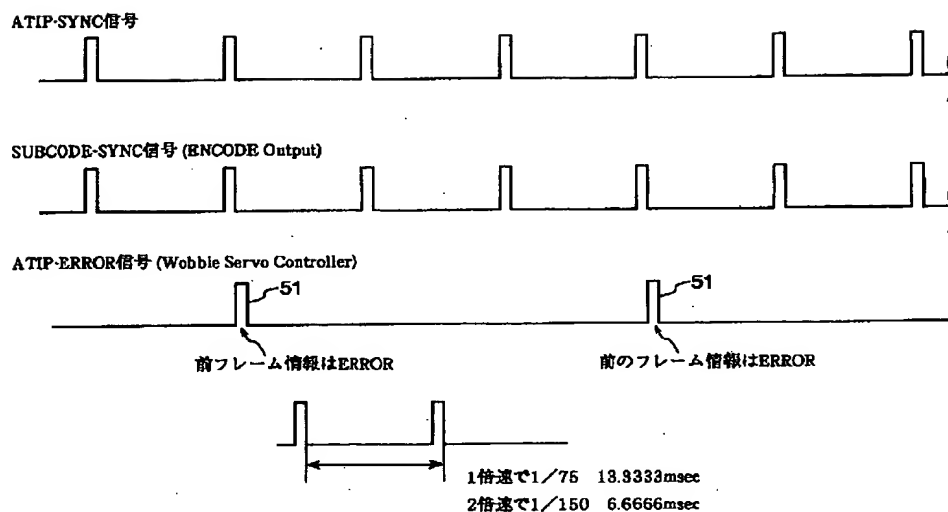 ATIP-SYNC信号
SUBCODE-SYNC信号 (ENCODE Output)
ATIP-ERROR信号 (Wobbie Servo Controller)
51
51
前フレーム情報はERROR
前のフレーム情報はERROR
1倍速で1/75 13.9333msec
2倍速で1/150 6.6666msec